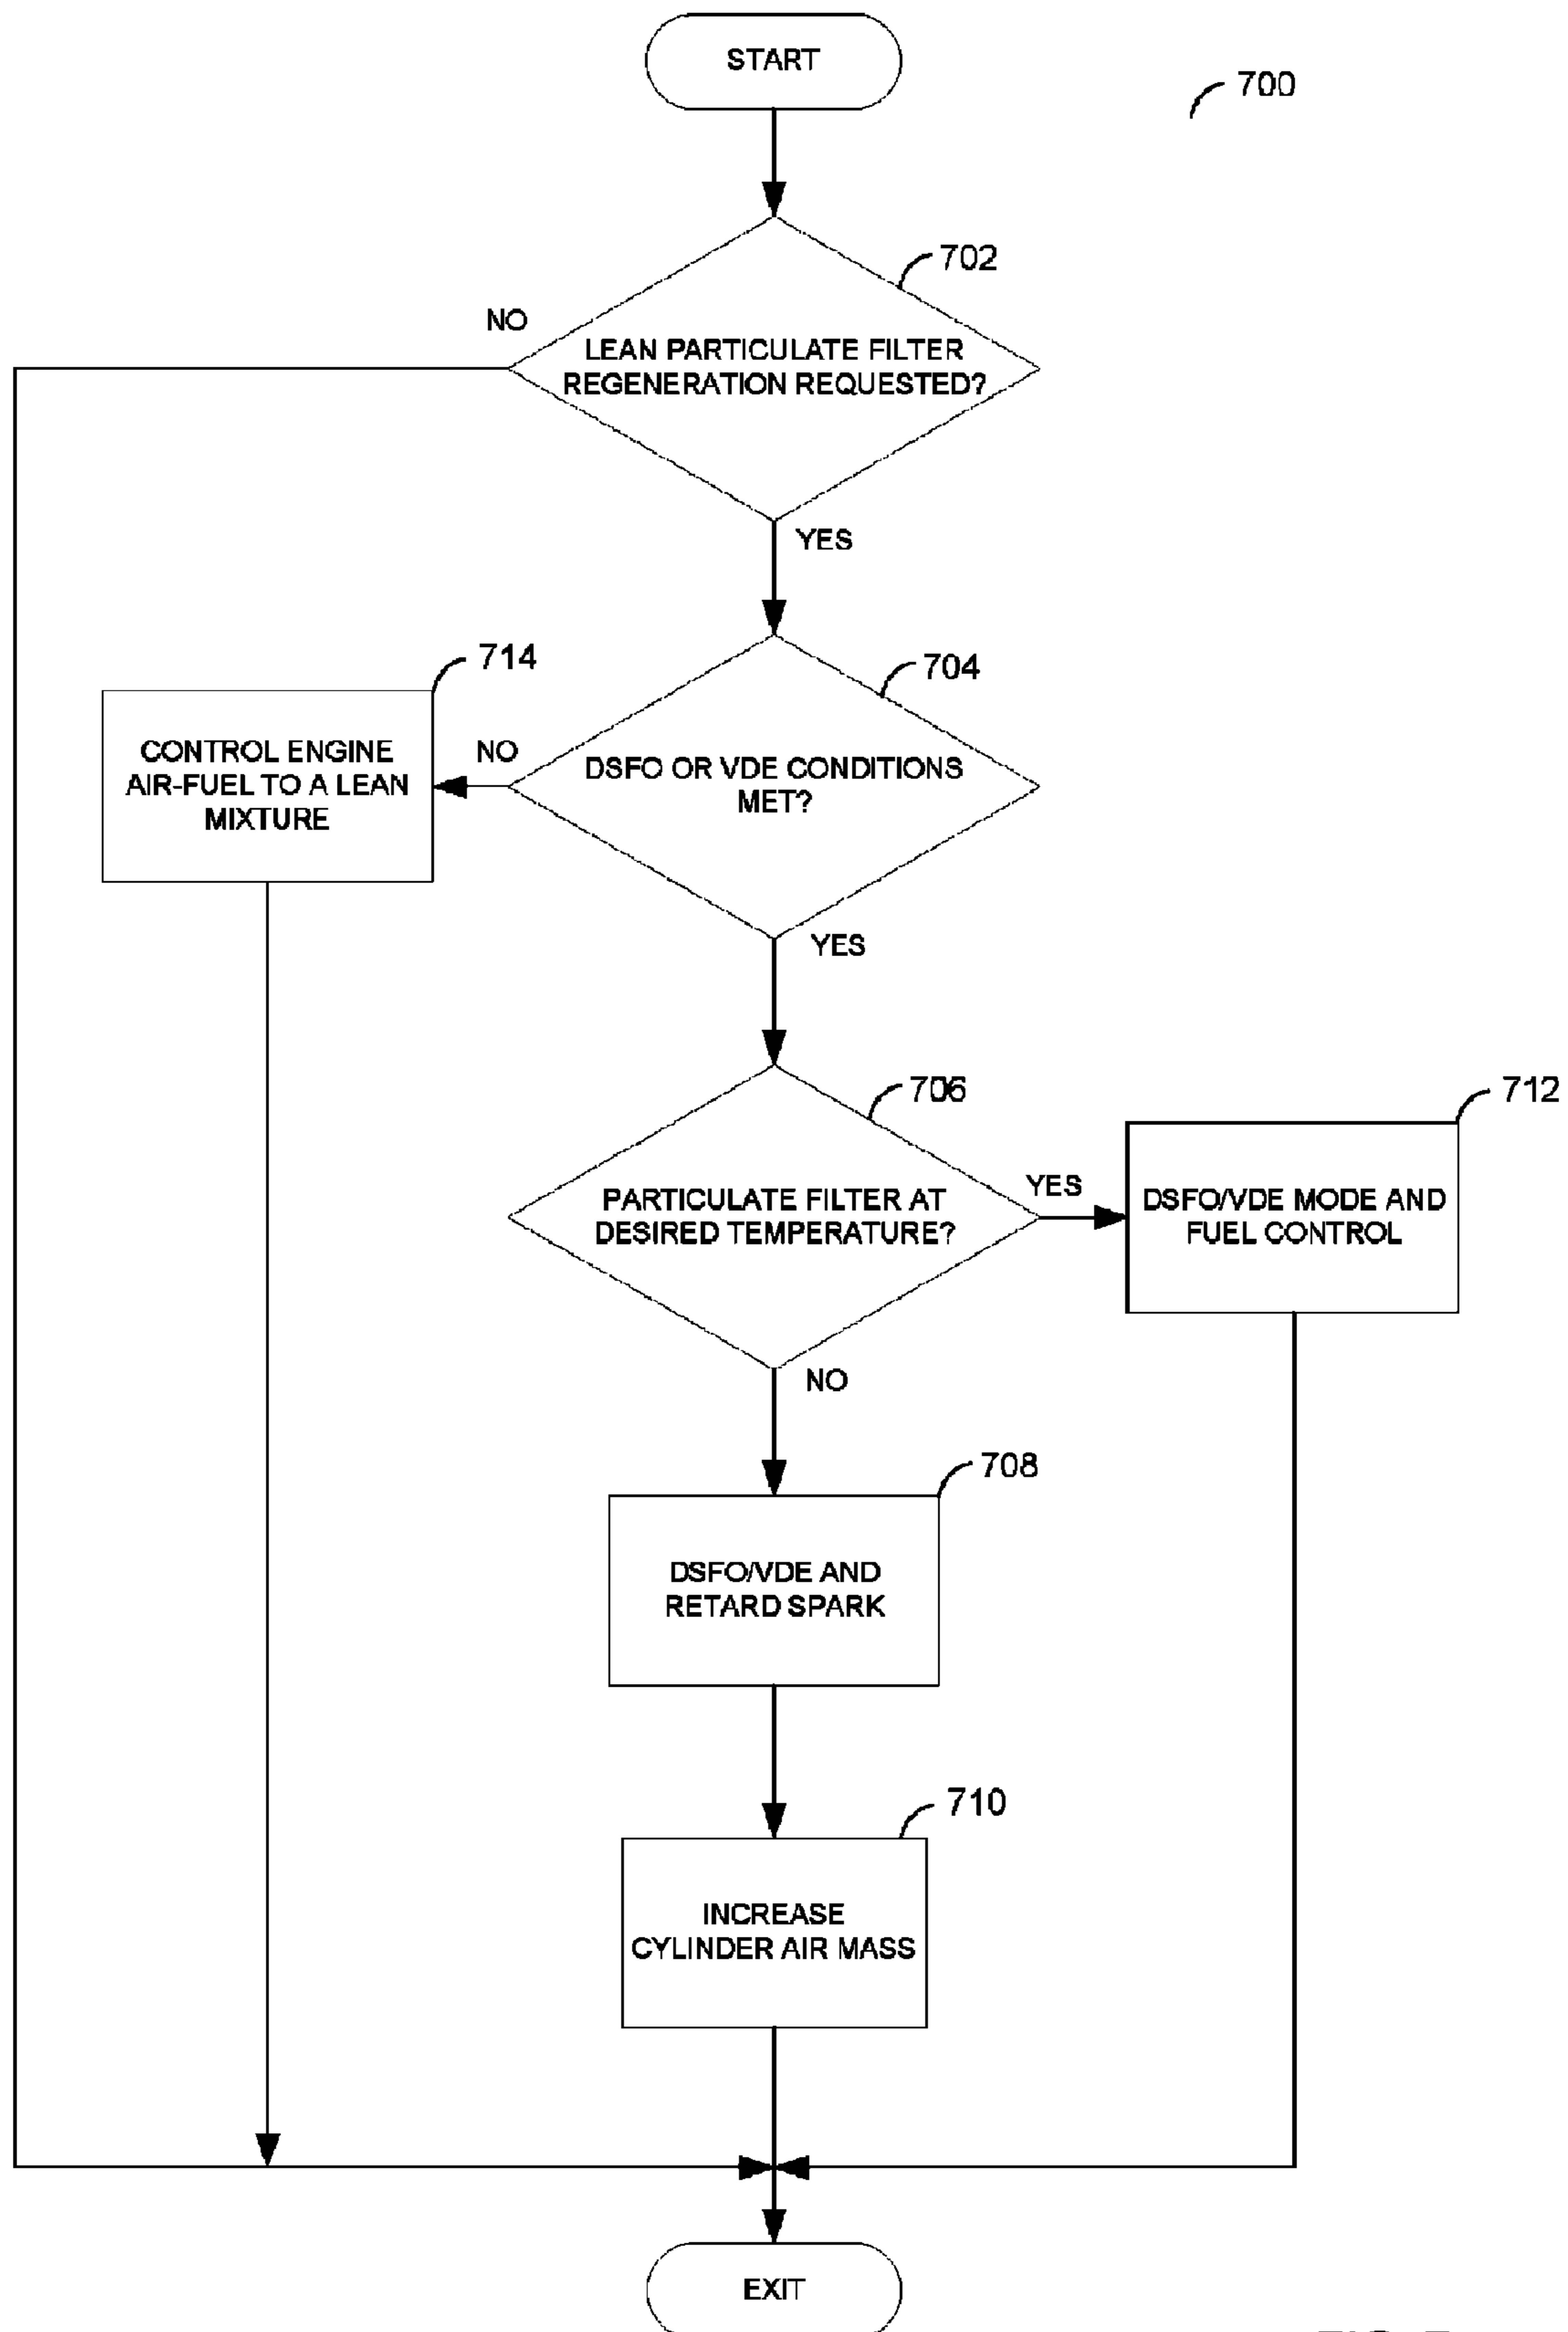 START
700
702
NO
LEAN PARTICULATE FILTER
REGENERATION REQUESTED?
YES
714
704
CONTROL ENGINE
AIR-FUEL TO A LEAN
MIXTURE
NO
DSFO OR VDE CONDITIONS
MET?
YES
706
712
YES
PARTICULATE FILTER AT
DESIRED TEMPERATURE?
DSFO/VDE MODE AND
FUEL CONTROL
NO
708
DSFO/VDE AND
RETARD SPARK
710
INCREASE
CYLINDER AIR MASS
EXIT